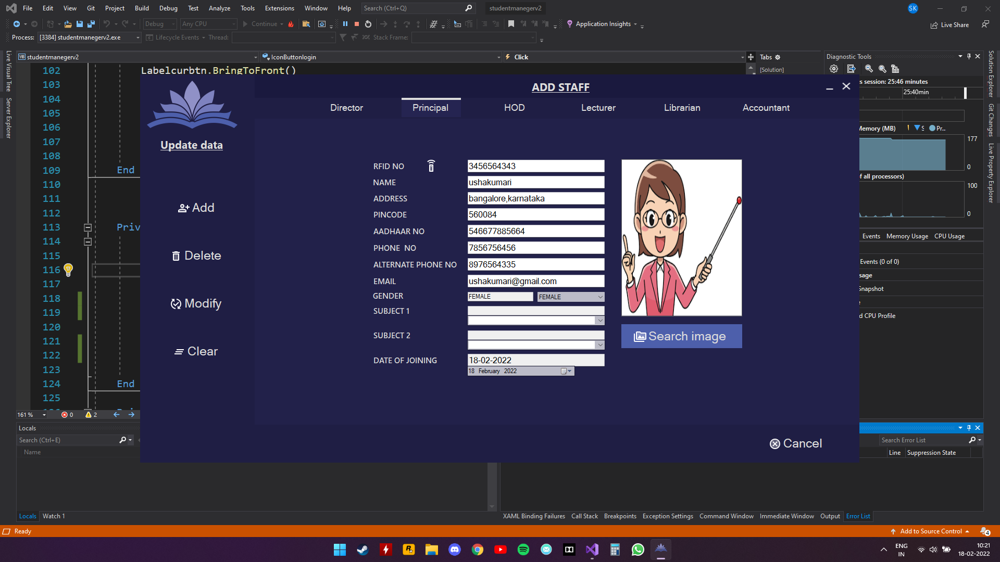 File Edit View Git Project Build Debug Test Analyze Tools Extensions Window Help Search (Ctrl+Q) studentmanegerv2 SK
Debug Any CPU Continue Application Insights Live Share
Process: [3384] studentmanegerv2.exe Lifecycle Events Thread: Stack Frame:
studentmanegerv2 IconButtonlogin Click Tabs Diagnostic Tools
Live Visual Tree
Server Explorer
102 Labelcurbtn.BringToFront()
103
104
105
106
107
108
109 End
110
111
112
113 Priv
114
115
116
117
118
119
120
121
122
123
124 End
125
[Solution]
ADD STAFF
Director Principal HOD Lecturer Librarian Accountant
Update data
Add
Delete
Modify
Clear
RFID NO 3456564343
NAME ushakumari
ADDRESS bangalore,karnataka
PINCODE 560084
AADHAAR NO 546677885664
PHONE NO 7856756456
ALTERNATE PHONE NO 8976564335
EMAIL ushakumari@gmail.com
GENDER FEMALE FEMALE
SUBJECT 1
SUBJECT 2
DATE OF JOINING 18-02-2022
18 February 2022
Search image
Cancel
s session: 25:46 minutes
25:40min
Memory (MB) S Pr...
177
0
f all processors)
100
0
Events Memory Usage CPU Usage
Events (0 of 0)
sage
Snapshot
d CPU Profile
Solution Explorer
Git Changes
Live Property Explorer
161 % 0 2
Locals
Search (Ctrl+E)
Name
Search Error List
Line Suppression State
Locals Watch 1
XAML Binding Failures Call Stack Breakpoints Exception Settings Command Window Immediate Window Output Error List
Ready Add to Source Control 4
ENG
IN
10:21
18-02-2022